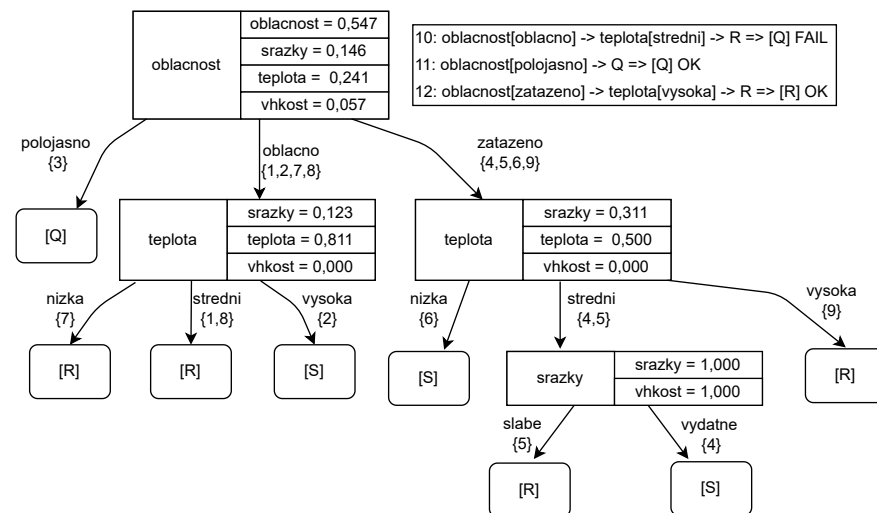 oblacnost
oblacnost = 0,547
srazky = 0,146
teplota = 0,241
vhkost = 0,057
10: oblacnost[oblacno] -> teplota[stredni] -> R => [Q] FAIL
11: oblacnost[polojasno] -> Q => [Q] OK
12: oblacnost[zatazeno] -> teplota[vysoka] -> R => [R] OK
polojasno
{3}
oblacno
{1,2,7,8}
zatazeno
{4,5,6,9}
[Q]
teplota
srazky = 0,123
teplota = 0,811
vhkost = 0,000
teplota
srazky = 0,311
teplota = 0,500
vhkost = 0,000
nizka
{7}
stredni
{1,8}
vysoka
{2}
nizka
{6}
stredni
{4,5}
vysoka
{9}
[R]
[R]
[S]
[S]
srazky
srazky = 1,000
vhkost = 1,000
[R]
slabe
{5}
vydatne
{4}
[R]
[S]